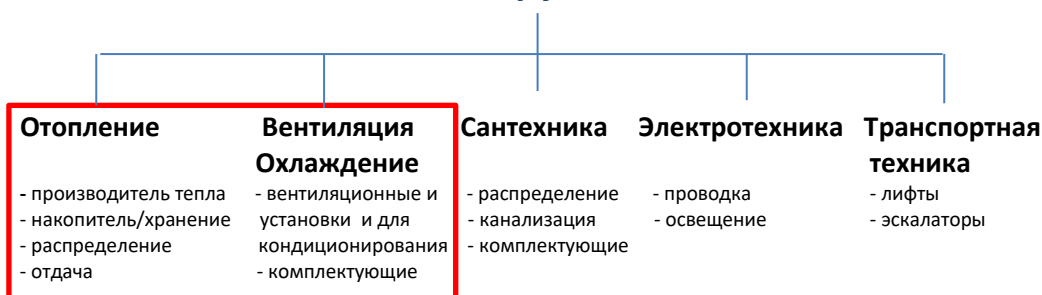 Отопление
- производитель тепла
- накопитель/хранение
- распределение
- отдача
Вентиляция
Охлаждение
- вентиляционные и
установки и для
кондиционирования
- комплектующие
Сантехника
- распределение
- канализация
- комплектующие
Электротехника
- проводка
- освещение
Транспортная
техника
- лифты
- эскалаторы